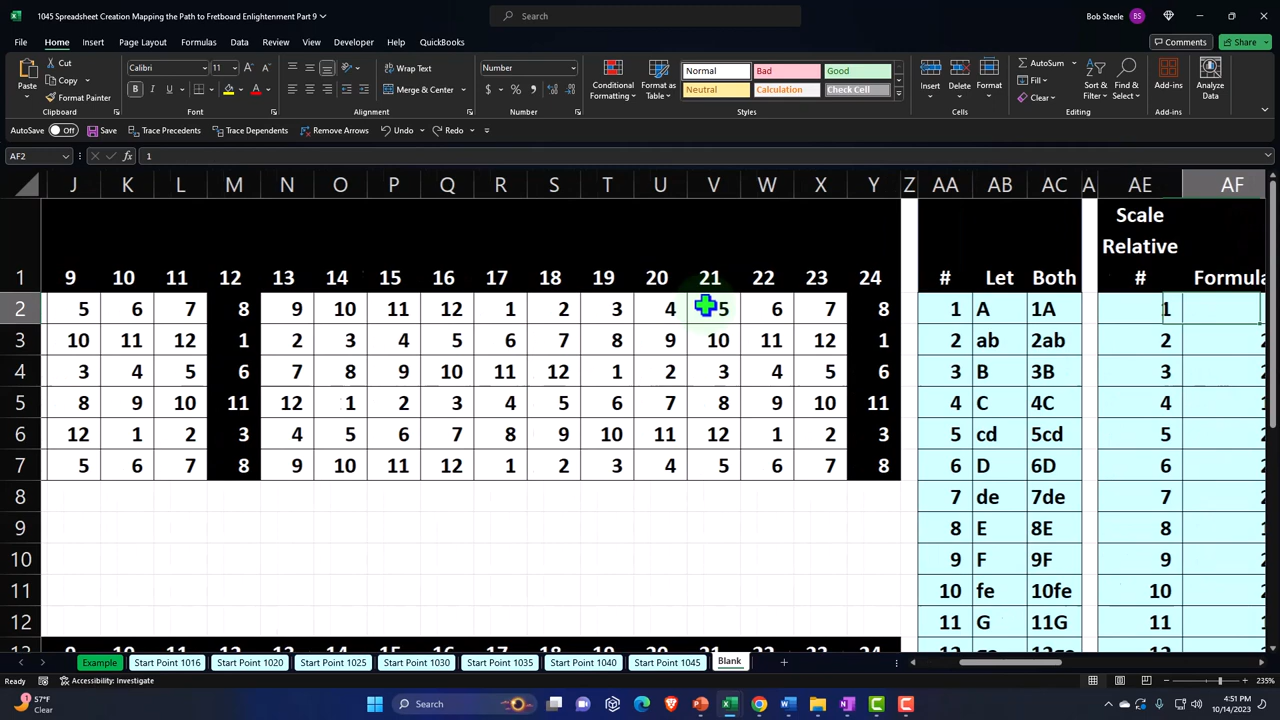 1045 Spreadsheet Creation Mapping the Path to Fretboard Enlightenment Part 9
Search
Bob Steele BS
File Home Insert Page Layout Formulas Data Review View Developer Automate Help QuickBooks
Comments Share
Cut
Copy
Format Painter
Paste
Clipboard
Calibri 11
B I U
Font
Wrap Text
Merge & Center
Alignment
Number
$ % ,
Number
Conditional Formatting
Format as Table
Normal Bad Good
Neutral Calculation Check Cell
Styles
Insert Delete Format
Cells
AutoSum
Fill
Clear
Sort & Filter
Find & Select
Editing
Add-ins
Add-ins
Analyze Data
AutoSave Off Save Trace Precedents Trace Dependents Remove Arrows Undo Redo
AF2 fx 1
J K L M N O P Q R S T U V W X Y Z AA AB AC A AE AF
Scale
Relative
1 9 10 11 12 13 14 15 16 17 18 19 20 21 22 23 24 # Let Both # Formula
2 5 6 7 8 9 10 11 12 1 2 3 4 5 6 7 8 1 A 1A 1
3 10 11 12 1 2 3 4 5 6 7 8 9 10 11 12 1 2 ab 2ab 2
4 3 4 5 6 7 8 9 10 11 12 1 2 3 4 5 6 3 B 3B 3
5 8 9 10 11 12 1 2 3 4 5 6 7 8 9 10 11 4 C 4C 4
6 12 1 2 3 4 5 6 7 8 9 10 11 12 1 2 3 5 cd 5cd 5
7 5 6 7 8 9 10 11 12 1 2 3 4 5 6 7 8 6 D 6D 6
8 7 de 7de 7
9 8 E 8E 8
10 9 F 9F 9
11 10 fe 10fe 10
12 11 G 11G 11
Example Start Point 1016 Start Point 1020 Start Point 1025 Start Point 1030 Start Point 1035 Start Point 1040 Start Point 1045 Blank
Ready Accessibility: Investigate 235%
57°F
Clear
Search
4:51 PM
10/14/2023